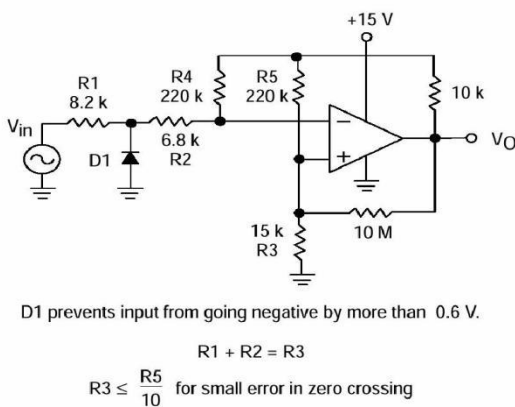 +15 V
R1
8.2 k
R4
220 k
R5
220 k
10 k
Vin
D1
6.8 k
R2
−
+
VO
15 k
R3
10 M
D1 prevents input from going negative by more than 0.6 V.
R1 + R2 = R3
R3 ≤ R5/10 for small error in zero crossing